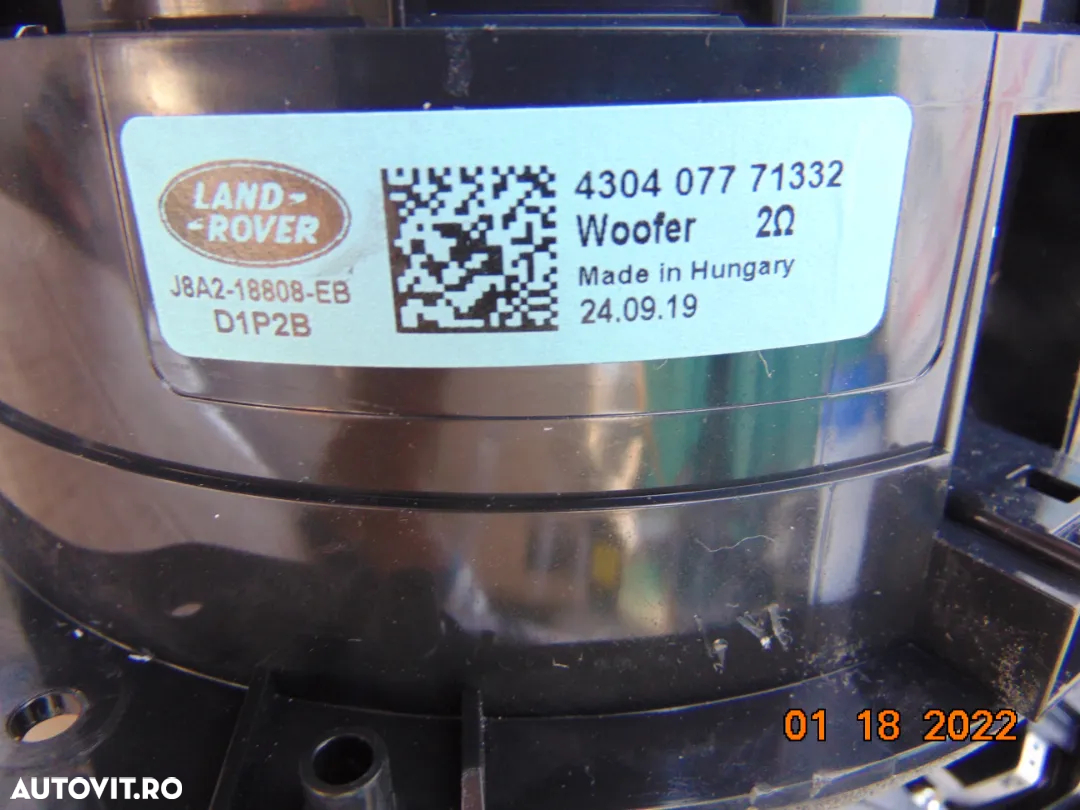 LAND-
-ROVER
J8A2-18808-EB
D1P2B
4304 077 71332
Woofer 2Ω
Made in Hungary
24.09.19
01 18 2022
AUTOVIT.RO